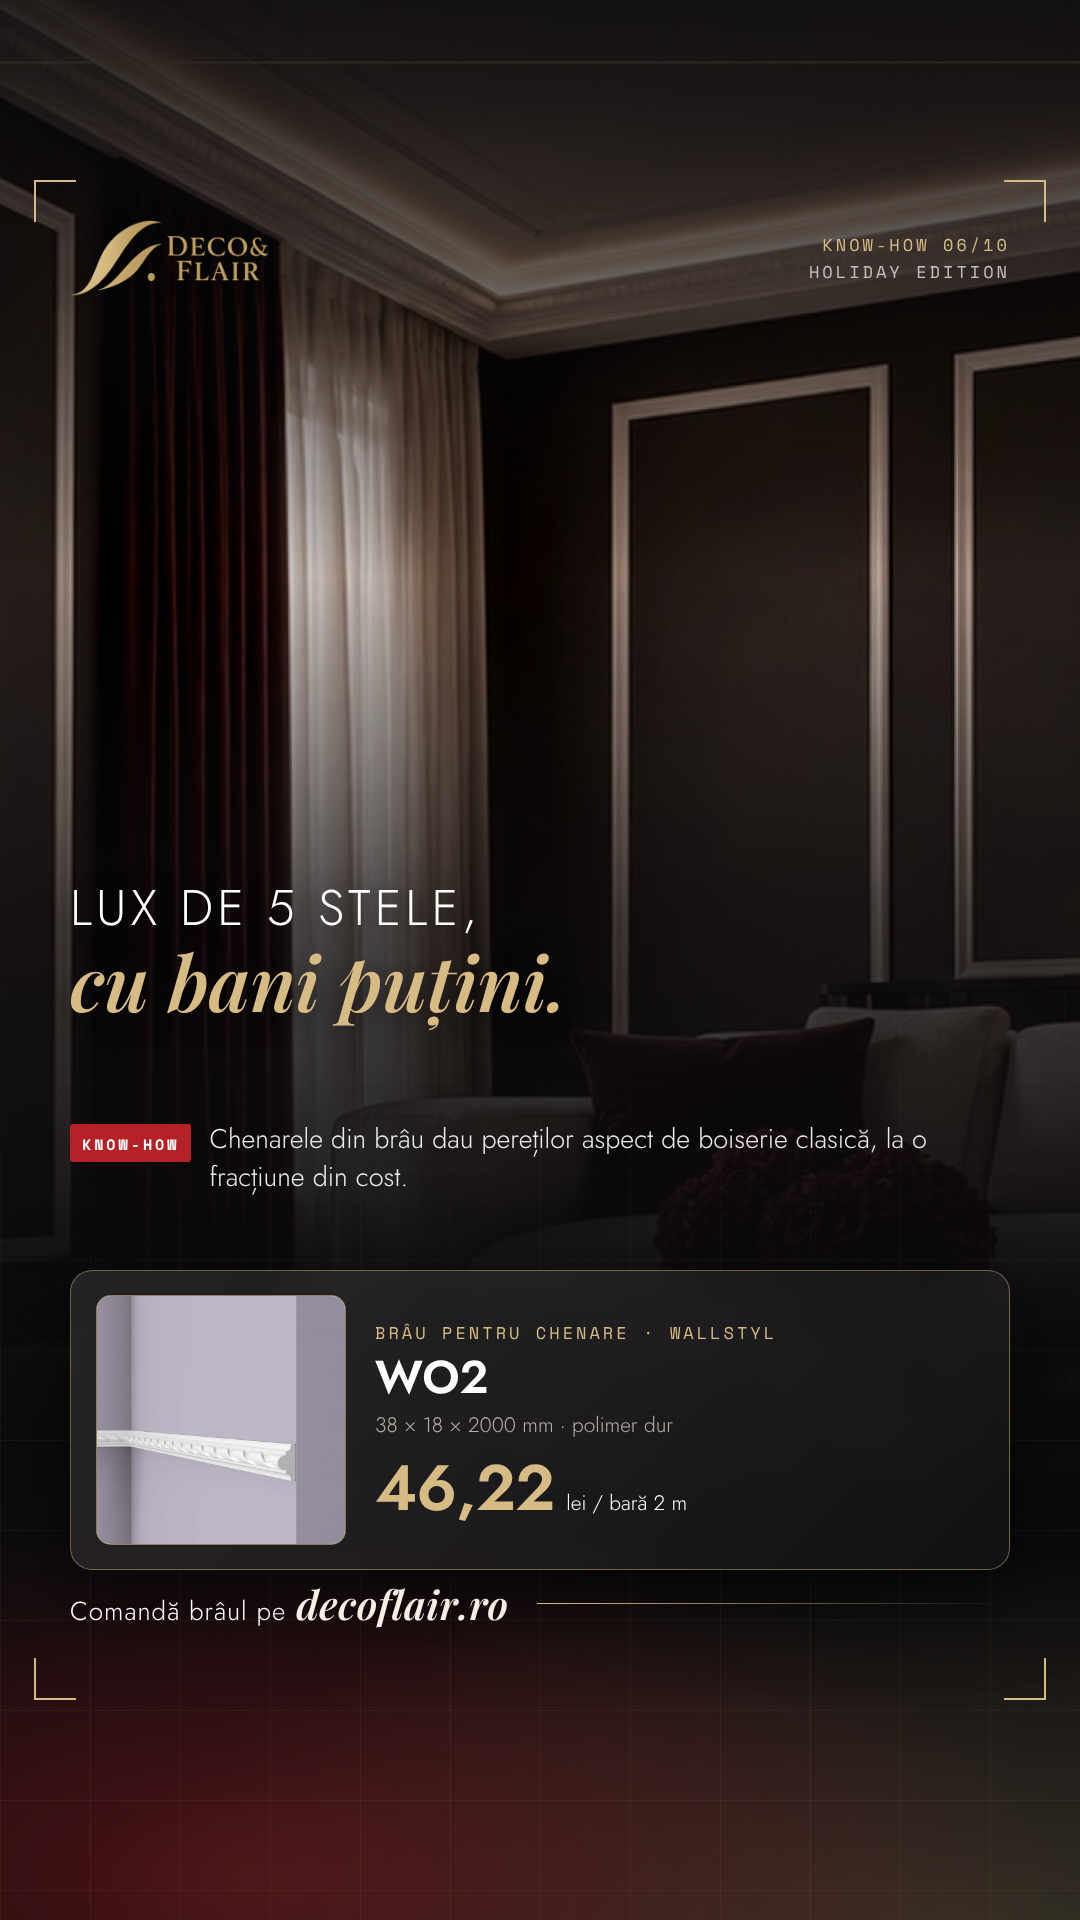 DECO&
FLAIR
KNOW-HOW 06/10
HOLIDAY EDITION
LUX DE 5 STELE,
cu bani puțini.
KNOW-HOW
Chenarele din brâu dau pereților aspect de boiserie clasică, la o
fracțiune din cost.
BRÂU PENTRU CHENARE · WALLSTYL
WO2
38 × 18 × 2000 mm · polimer dur
46,22 lei / bară 2 m
Comandă brâul pe decoflair.ro